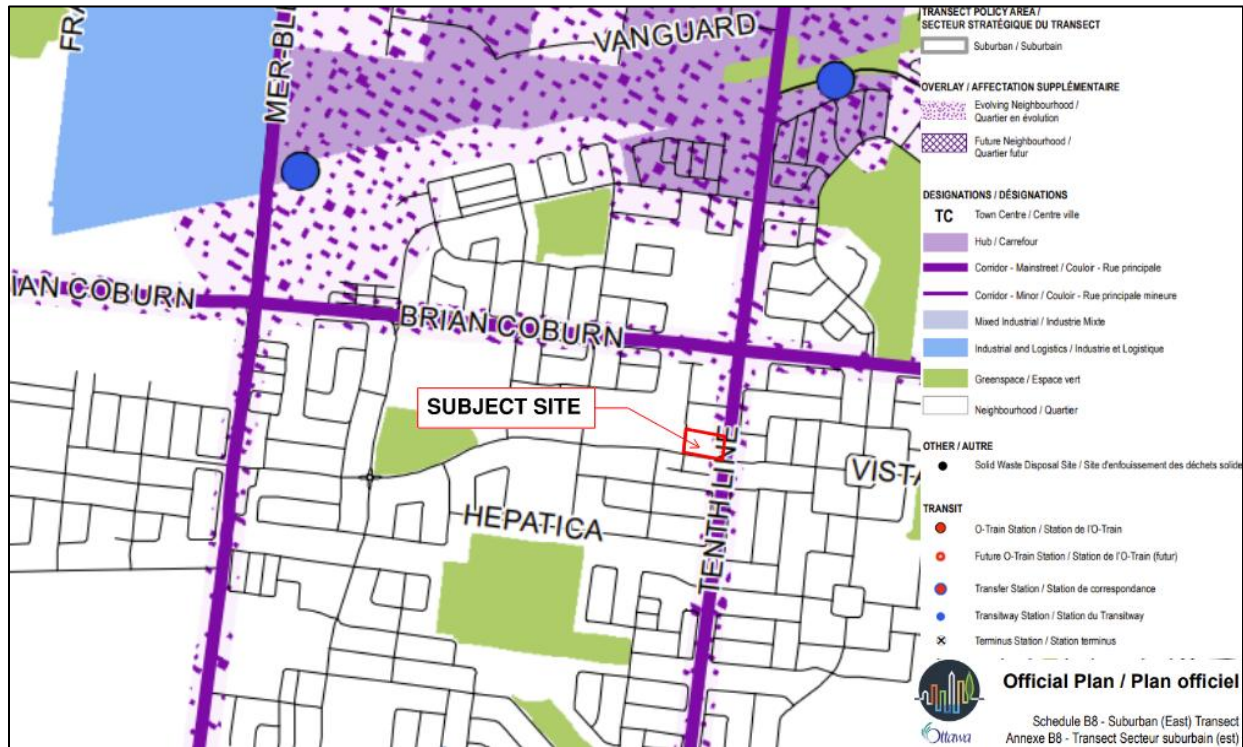 FRA
MER-BLE
VANGUARD
IAN COBURN
BRIAN COBURN
SUBJECT SITE
TENTH LINE
VISTA
HEPATICA
TRANSECT POLICY AREA /
SECTEUR STRATÉGIQUE DU TRANSECT
Suburban / Suburbain
OVERLAY / AFFECTATION SUPPLÉMENTAIRE
Evolving Neighbourhood /
Quartier en évolution
Future Neighbourhood /
Quartier futur
DESIGNATIONS / DÉSIGNATIONS
TC Town Centre / Centre ville
Hub / Carrefour
Corridor - Mainstreet / Couloir - Rue principale
Corridor - Minor / Couloir - Rue principale mineure
Mixed Industrial / Industrie Mixte
Industrial and Logistics / Industrie et Logistique
Greenspace / Espace vert
Neighbourhood / Quartier
OTHER / AUTRE
Solid Waste Disposal Site / Site d'enfouissement des déchets solide
TRANSIT
O-Train Station / Station de l'O-Train
Future O-Train Station / Station de l'O-Train (futur)
Transfer Station / Station de correspondance
Transitway Station / Station du Transitway
Terminus Station / Station terminus
Official Plan / Plan officiel
Ottawa
Schedule B8 - Suburban (East) Transect
Annexe B8 - Transect Secteur suburbain (est)